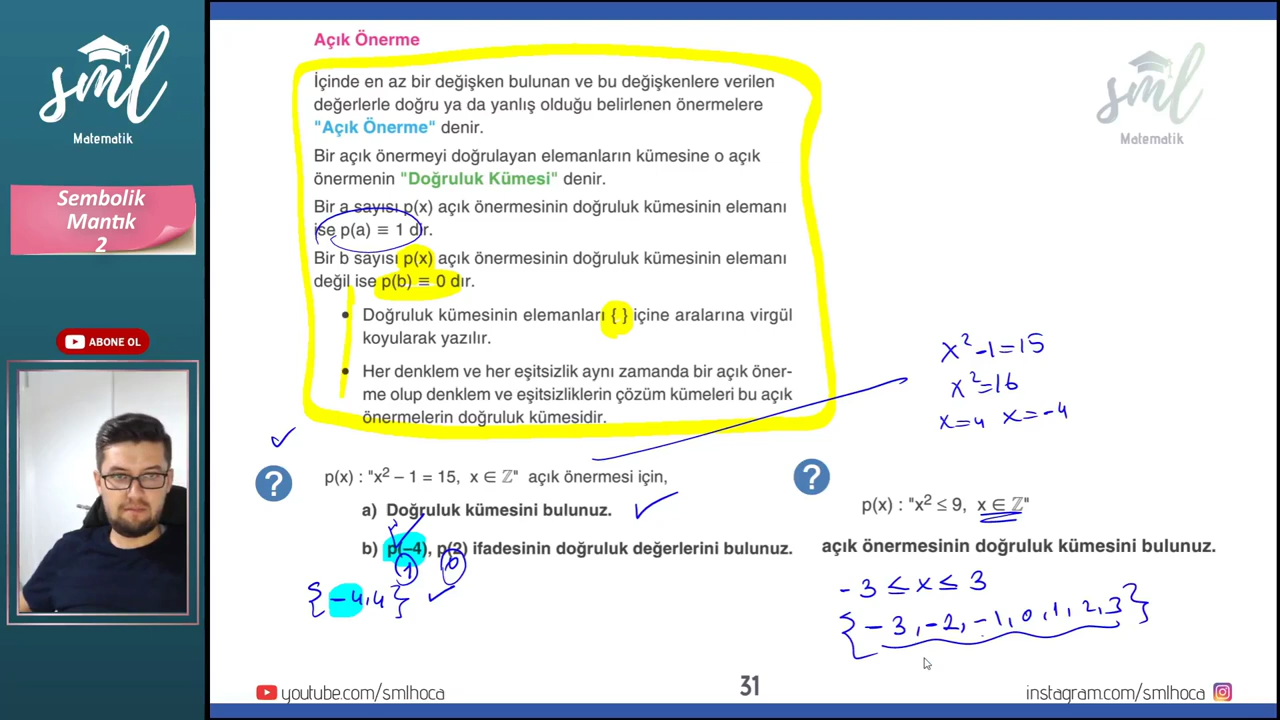 sml
Matematik
Sembolik
Mantık
2
ABONE OL
Açık Önerme
İçinde en az bir değişken bulunan ve bu değişkenlere verilen
değerlerle doğru ya da yanlış olduğu belirlenen önermelere
"Açık Önerme" denir.
Bir açık önermeyi doğrulayan elemanların kümesine o açık
önermenin "Doğruluk Kümesi" denir.
Bir a sayısı p(x) açık önermesinin doğruluk kümesinin elemanı
ise p(a) ≡ 1 dir.
Bir b sayısı p(x) açık önermesinin doğruluk kümesinin elemanı
değil ise p(b) ≡ 0 dır.
• Doğruluk kümesinin elemanları { } içine aralarına virgül
koyularak yazılır.
• Her denklem ve her eşitsizlik aynı zamanda bir açık öner-
me olup denklem ve eşitsizliklerin çözüm kümeleri bu açık
önermelerin doğruluk kümesidir.
sml
Matematik
x²-1=15
x²=16
x=4 x=-4
?
p(x) : "x² – 1 = 15, x ∈ ℤ" açık önermesi için,
a) Doğruluk kümesini bulunuz.
b) p(–4), p(2) ifadesinin doğruluk değerlerini bulunuz.
1 0
{-4,4}
?
p(x) : "x² ≤ 9, x ∈ ℤ"
açık önermesinin doğruluk kümesini bulunuz.
-3 ≤ x ≤ 3
{-3,-2,-1,0,1,2,3}
youtube.com/smlhoca
31
instagram.com/smlhoca